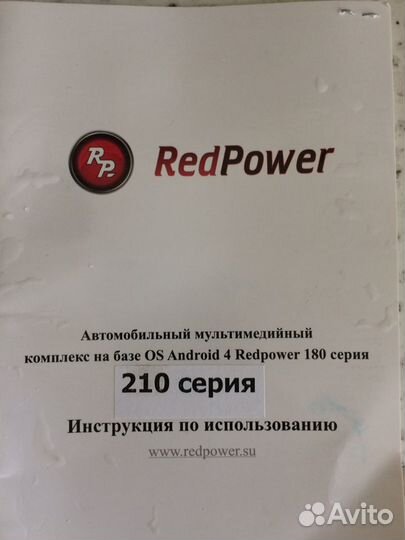 RP
RedPower
Автомобильный мультимедийный
комплекс на базе OS Android 4 Redpower 180 серия
210 серия
Инструкция по использованию
www.redpower.su
Avito